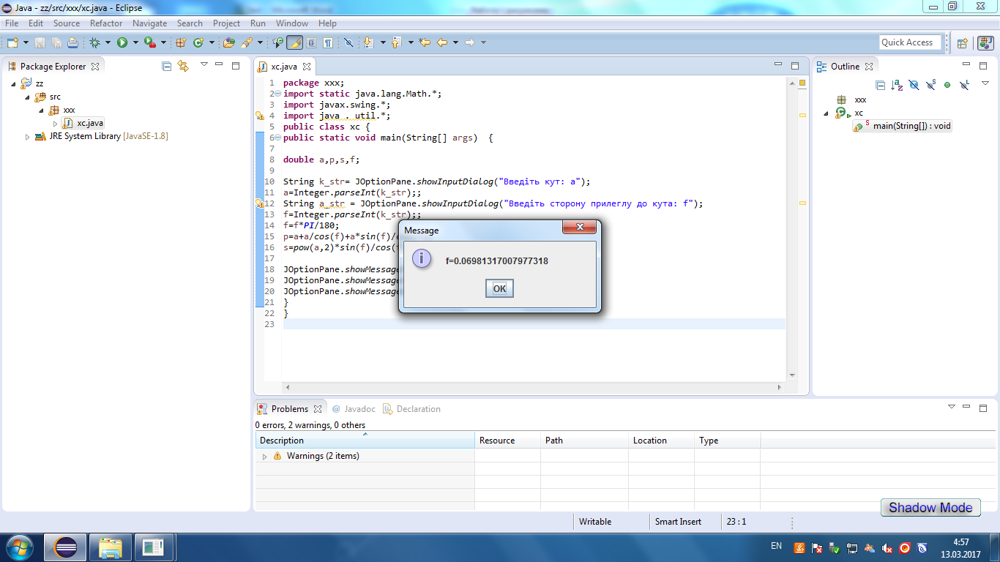 Java - zz/src/xxx/xc.java - Eclipse
File Edit Source Refactor Navigate Search Project Run Window Help
Quick Access
Package Explorer
zz
src
xxx
xc.java
JRE System Library [JavaSE-1.8]
xc.java
1 package xxx;
2 import static java.lang.Math.*;
3 import javax.swing.*;
4 import java . util.*;
5 public class xc {
6 public static void main(String[] args)  {
7
8 double a,p,s,f;
9
10 String k_str= JOptionPane.showInputDialog("Введіть кут: a");
11 a=Integer.parseInt(k_str);;
12 String a_str = JOptionPane.showInputDialog("Введіть сторону прилеглу до кута: f");
13 f=Integer.parseInt(k_str);;
14 f=f*PI/180;
15 p=a+a/cos(f)+a*sin(f)/
16 s=pow(a,2)*sin(f)/cos(
17
18 JOptionPane.showMessage
19 JOptionPane.showMessage
20 JOptionPane.showMessage
21 }
22 }
23
Message
f=0.06981317007977318
OK
Outline
xxx
xc
main(String[]) : void
Problems @ Javadoc Declaration
0 errors, 2 warnings, 0 others
Description Resource Path Location Type
Warnings (2 items)
Shadow Mode
Writable Smart Insert 23 : 1
EN
4:57
13.03.2017